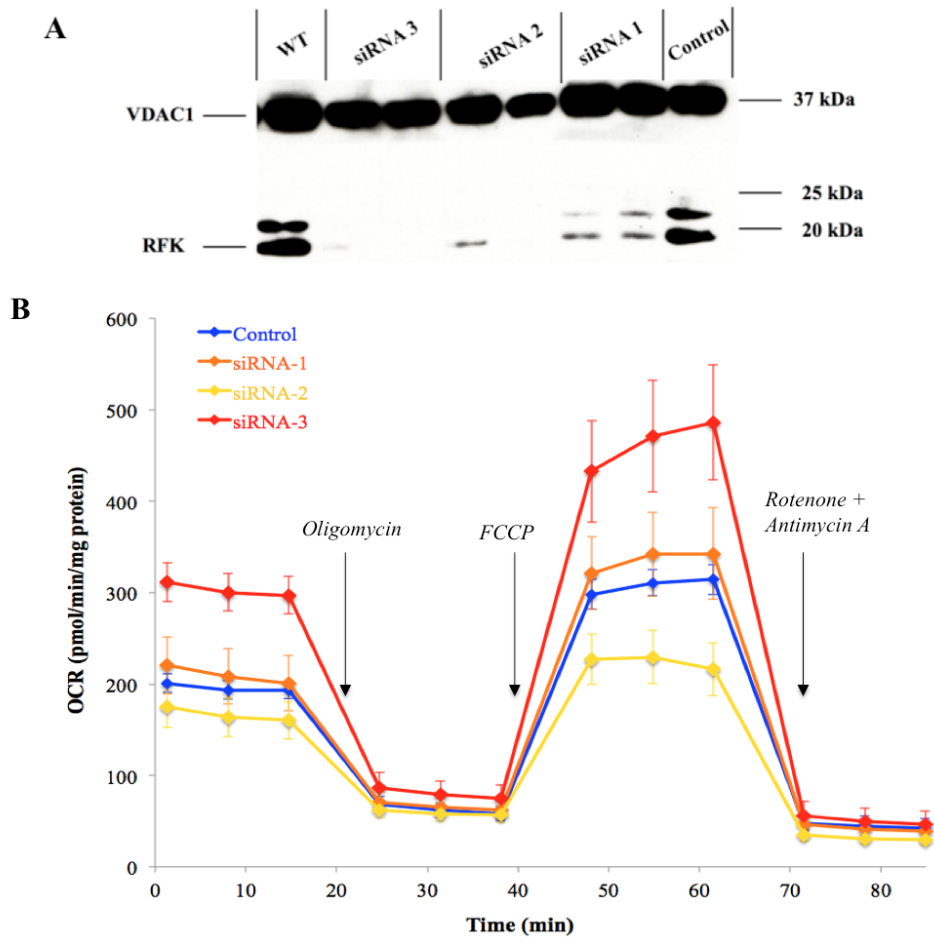 A
WT
siRNA 3
siRNA 2
siRNA 1
Control
VDAC1
37 kDa
25 kDa
20 kDa
RFK
B
600
500
400
300
200
100
0
OCR (pmol/min/mg protein)
Control
siRNA-1
siRNA-2
siRNA-3
Oligomycin
FCCP
Rotenone +
Antimycin A
0 10 20 30 40 50 60 70 80
Time (min)